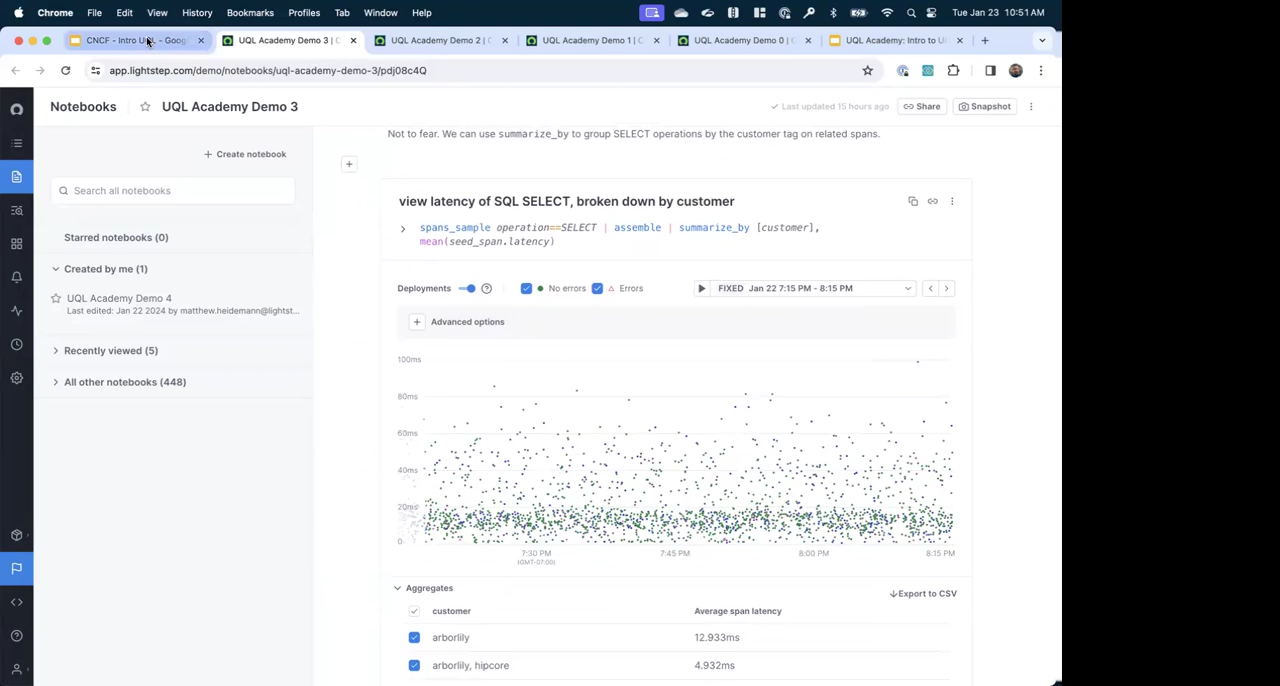 Chrome File Edit View History Bookmarks Profiles Tab Window Help Tue Jan 23 10:51 AM
CNCF - Intro UQL - Goog UQL Academy Demo 3 | C UQL Academy Demo 2 | C UQL Academy Demo 1 | C UQL Academy Demo 0 | C UQL Academy: Intro to U
app.lightstep.com/demo/notebooks/uql-academy-demo-3/pdj08c4Q
Notebooks UQL Academy Demo 3 Last updated 15 hours ago Share Snapshot
Not to fear. We can use summarize_by to group SELECT operations by the customer tag on related spans.
+ Create notebook
Search all notebooks
Starred notebooks (0)
Created by me (1)
UQL Academy Demo 4
Last edited: Jan 22 2024 by matthew.heidemann@lightst...
Recently viewed (5)
All other notebooks (448)
view latency of SQL SELECT, broken down by customer
spans_sample operation==SELECT | assemble | summarize_by [customer],
mean(seed_span.latency)
Deployments No errors Errors FIXED Jan 22 7:15 PM - 8:15 PM
+ Advanced options
100ms
80ms
60ms
40ms
20ms
0
7:30 PM 7:45 PM 8:00 PM 8:15 PM
(GMT-07:00)
Aggregates
Export to CSV
customer Average span latency
arborlily 12.933ms
arborlily, hipcore 4.932ms